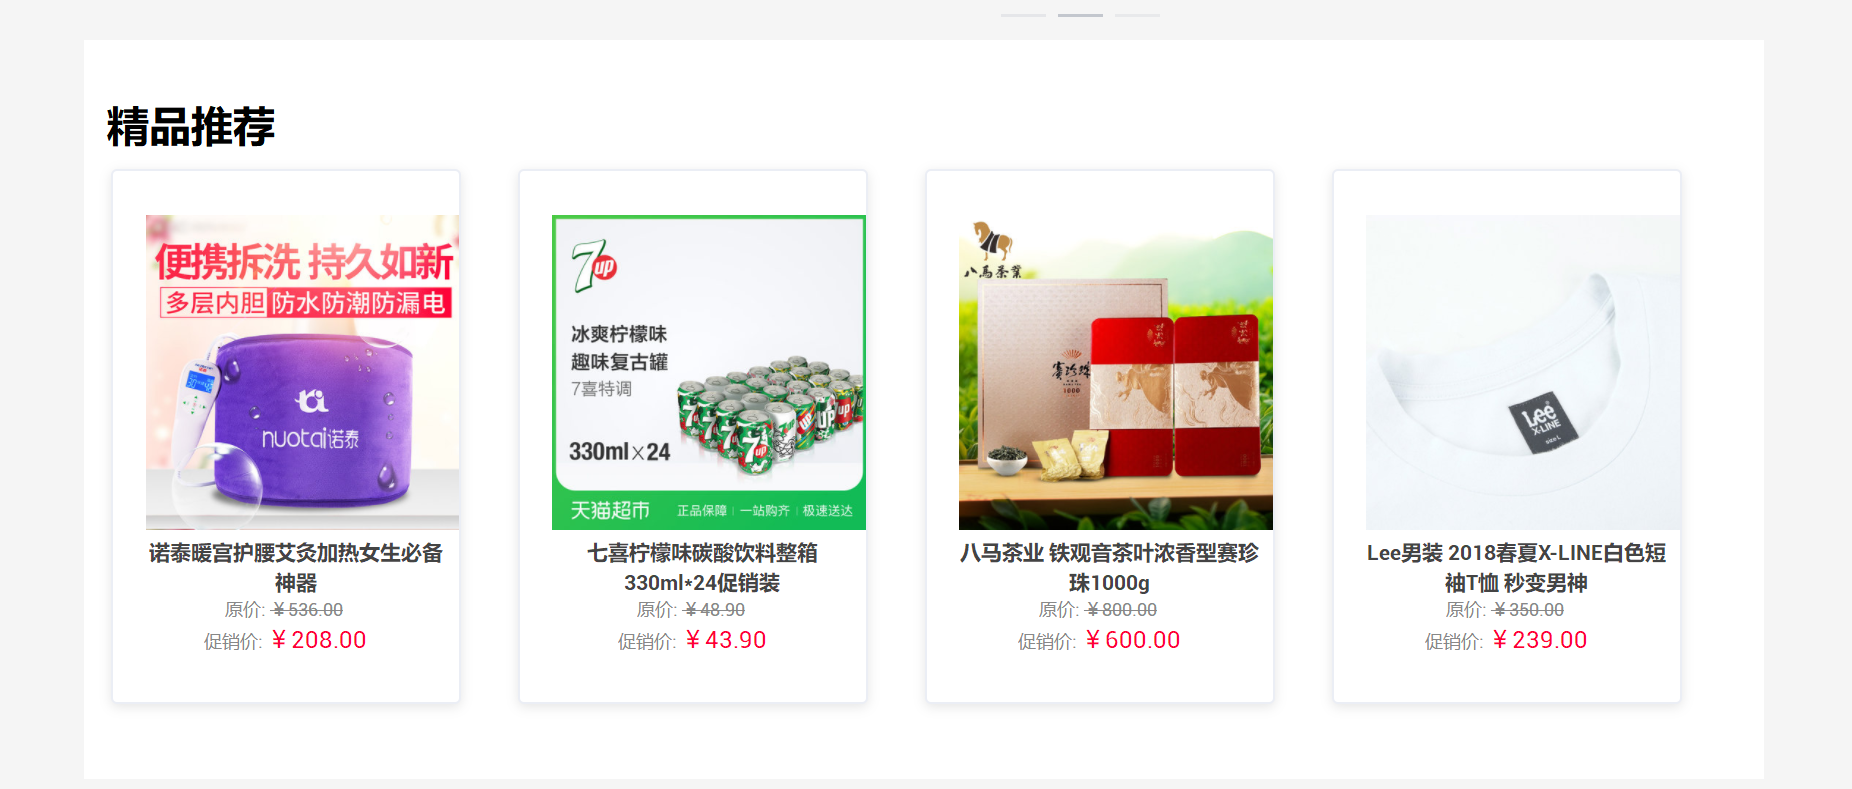 精品推荐
便携拆洗 持久如新
多层内胆 防水防潮防漏电
nuotai诺泰
诺泰暖宫护腰艾灸加热女生必备
神器
原价: ￥536.00
促销价: ￥208.00
7up
冰爽柠檬味
趣味复古罐
7喜特调
330ml×24
天猫超市 正品保障 | 一站购齐 | 极速送达
七喜柠檬味碳酸饮料整箱
330ml*24促销装
原价: ￥48.90
促销价: ￥43.90
八馬茶業
賽珍珠
1000
八马茶业 铁观音茶叶浓香型赛珍
珠1000g
原价: ￥800.00
促销价: ￥600.00
Lee
X-LINE
SIZE L
Lee男装 2018春夏X-LINE白色短
袖T恤 秒变男神
原价: ￥350.00
促销价: ￥239.00